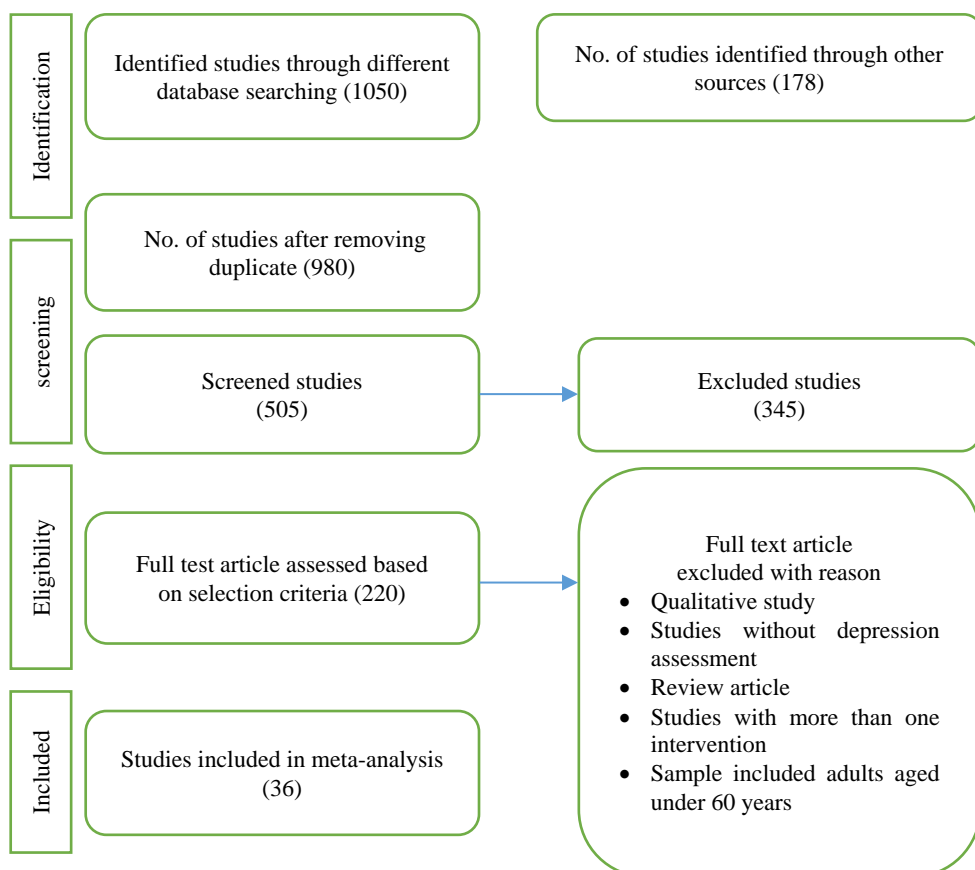 Identification
Identified studies through different
database searching (1050)
No. of studies identified through other
sources (178)
screening
No. of studies after removing
duplicate (980)
Screened studies
(505)
Excluded studies
(345)
Eligibility
Full test article assessed based
on selection criteria (220)
Full text article
excluded with reason
• Qualitative study
• Studies without depression
assessment
• Review article
• Studies with more than one
intervention
• Sample included adults aged
under 60 years
Included
Studies included in meta-analysis
(36)